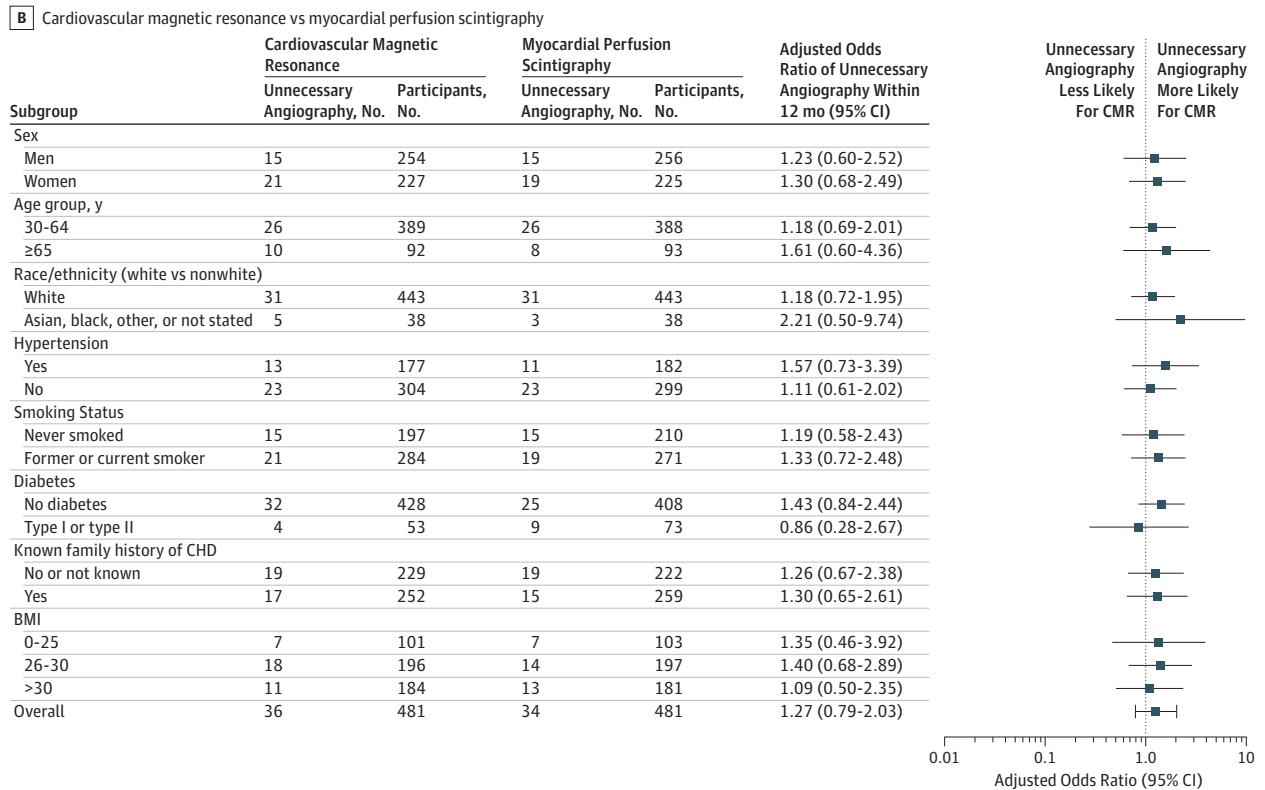 B Cardiovascular magnetic resonance vs myocardial perfusion scintigraphy
Cardiovascular Magnetic Resonance
Myocardial Perfusion Scintigraphy
Adjusted Odds Ratio of Unnecessary Angiography Within 12 mo (95% CI)
Unnecessary Angiography Less Likely For CMR
Unnecessary Angiography More Likely For CMR
Subgroup
Unnecessary Angiography, No.
Participants, No.
Unnecessary Angiography, No.
Participants, No.
Sex
Men 15 254 15 256 1.23 (0.60-2.52)
Women 21 227 19 225 1.30 (0.68-2.49)
Age group, y
30-64 26 389 26 388 1.18 (0.69-2.01)
≥65 10 92 8 93 1.61 (0.60-4.36)
Race/ethnicity (white vs nonwhite)
White 31 443 31 443 1.18 (0.72-1.95)
Asian, black, other, or not stated 5 38 3 38 2.21 (0.50-9.74)
Hypertension
Yes 13 177 11 182 1.57 (0.73-3.39)
No 23 304 23 299 1.11 (0.61-2.02)
Smoking Status
Never smoked 15 197 15 210 1.19 (0.58-2.43)
Former or current smoker 21 284 19 271 1.33 (0.72-2.48)
Diabetes
No diabetes 32 428 25 408 1.43 (0.84-2.44)
Type I or type II 4 53 9 73 0.86 (0.28-2.67)
Known family history of CHD
No or not known 19 229 19 222 1.26 (0.67-2.38)
Yes 17 252 15 259 1.30 (0.65-2.61)
BMI
0-25 7 101 7 103 1.35 (0.46-3.92)
26-30 18 196 14 197 1.40 (0.68-2.89)
>30 11 184 13 181 1.09 (0.50-2.35)
Overall 36 481 34 481 1.27 (0.79-2.03)
0.01 0.1 1.0 10
Adjusted Odds Ratio (95% CI)